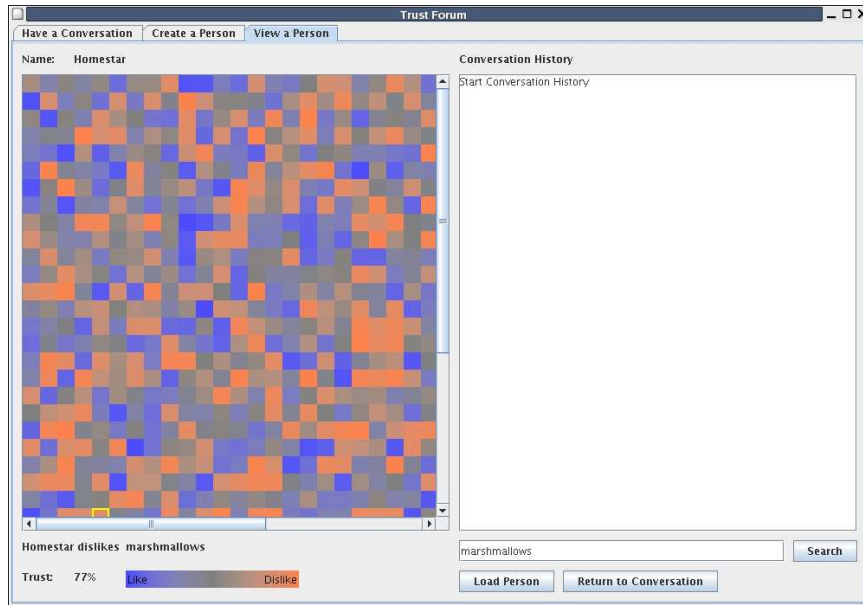 Trust Forum
Have a Conversation Create a Person View a Person
Name: Homestar
Conversation History
Start Conversation History
Homestar dislikes marshmallows
marshmallows
Search
Trust: 77%
Like Dislike
Load Person Return to Conversation